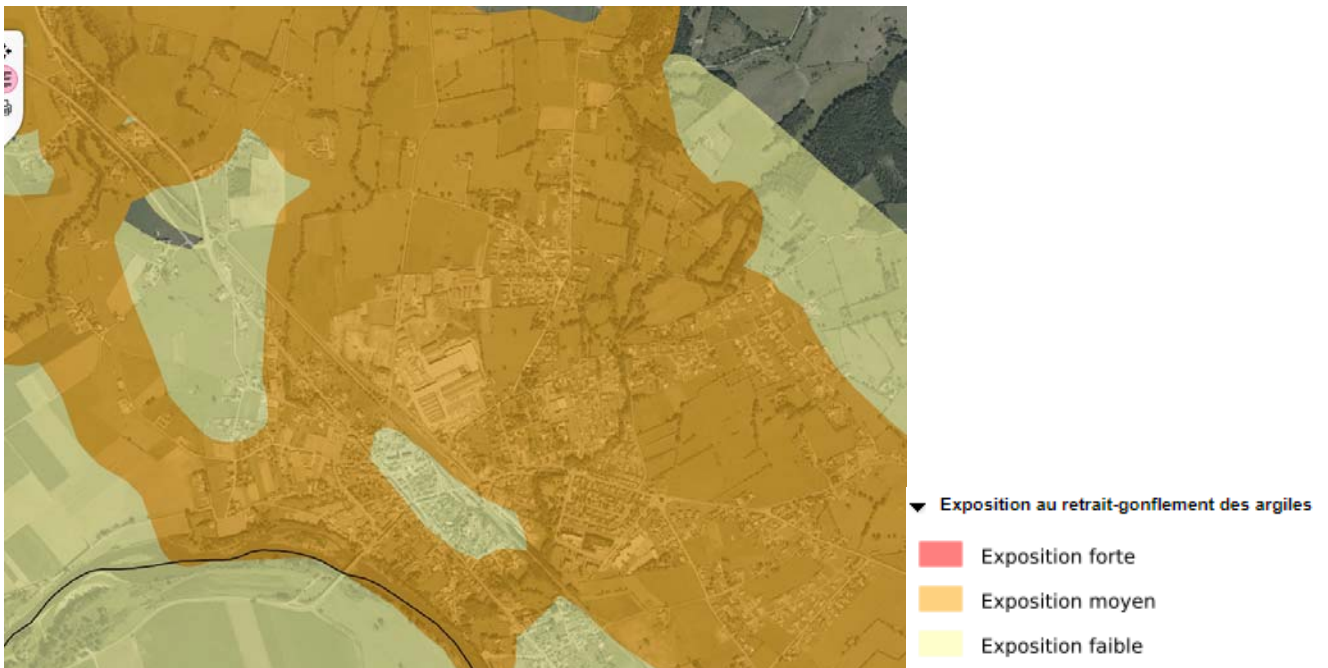 Exposition au retrait-gonflement des argiles
Exposition forte
Exposition moyen
Exposition faible